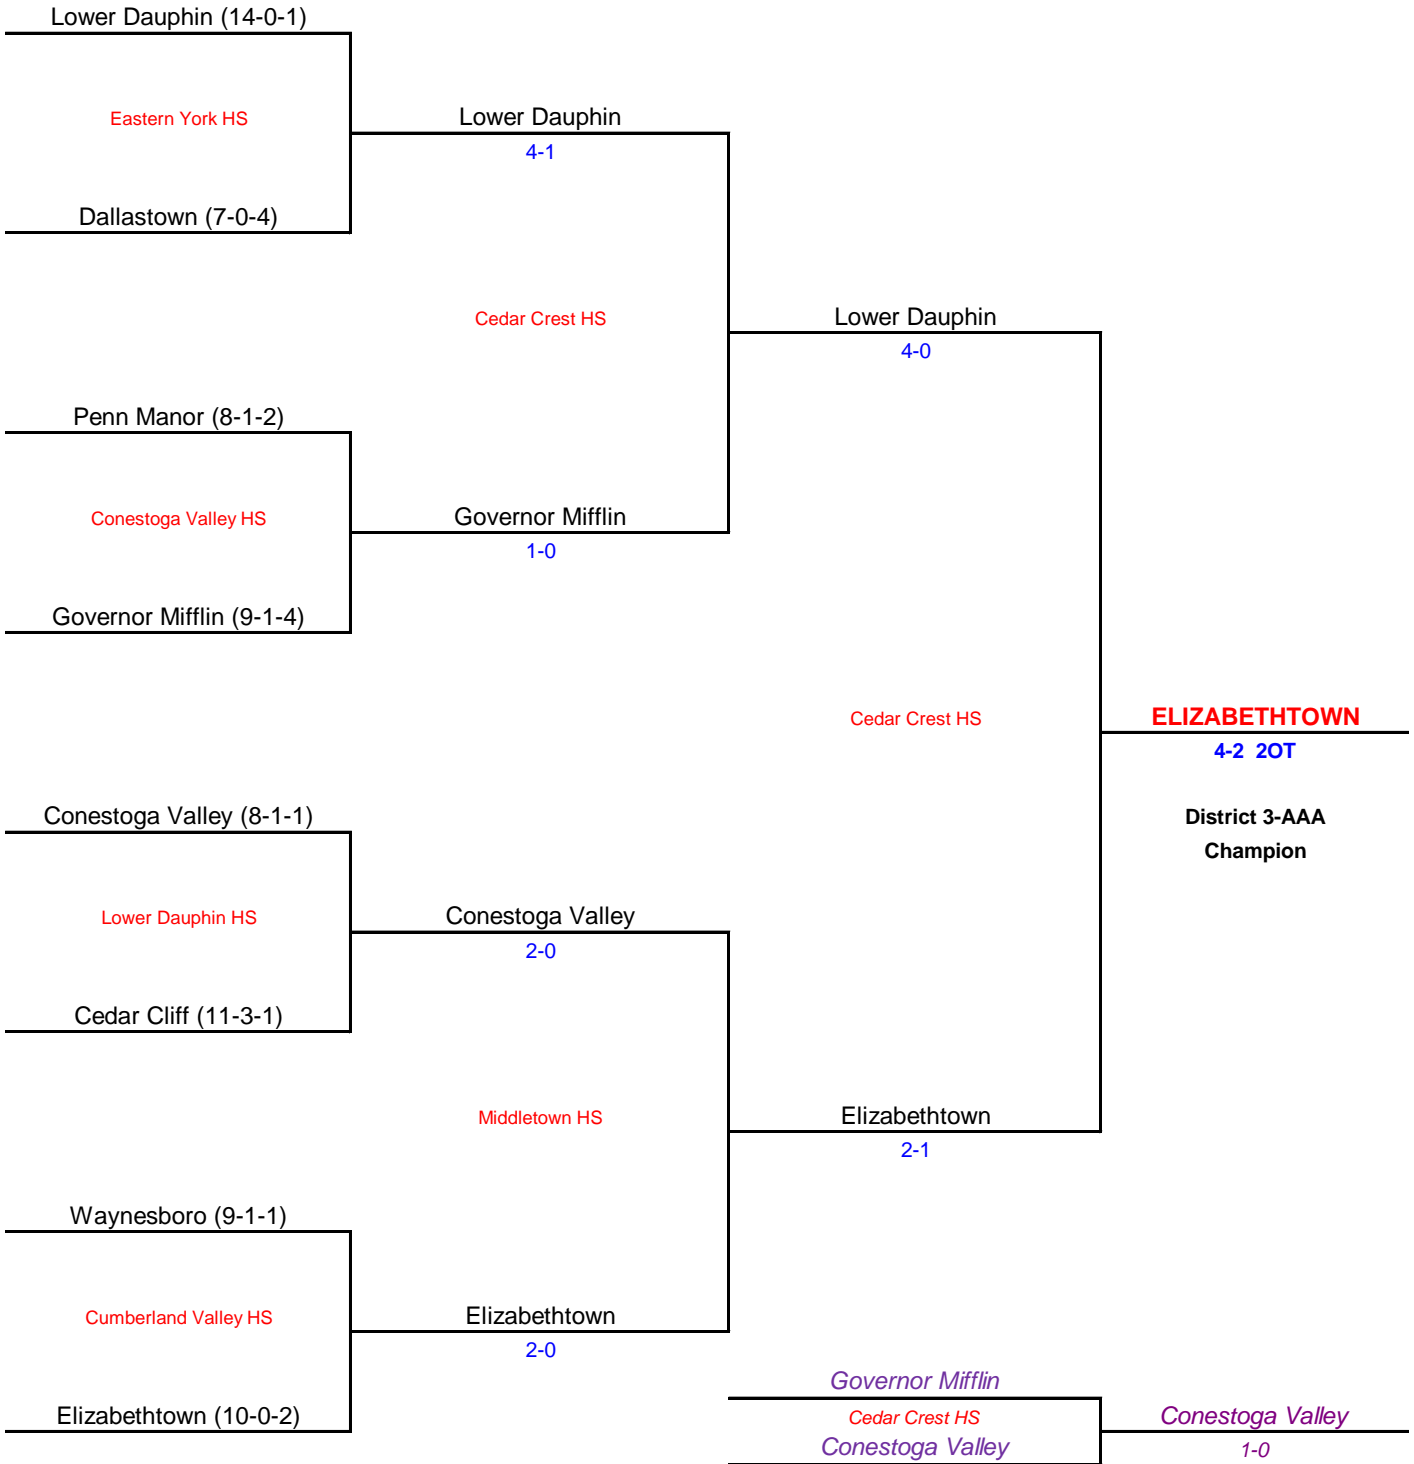 Lower Dauphin (14-0-1)
Eastern York HS
Lower Dauphin
4-1
Dallastown (7-0-4)
Cedar Crest HS
Lower Dauphin
4-0
Penn Manor (8-1-2)
Conestoga Valley HS
Governor Mifflin
1-0
Governor Mifflin (9-1-4)
Cedar Crest HS
ELIZABETHTOWN
4-2 2OT
District 3-AAA
Champion
Conestoga Valley (8-1-1)
Lower Dauphin HS
Conestoga Valley
2-0
Cedar Cliff (11-3-1)
Middletown HS
Elizabethtown
2-1
Waynesboro (9-1-1)
Cumberland Valley HS
Elizabethtown
2-0
Elizabethtown (10-0-2)
Governor Mifflin
Cedar Crest HS
Conestoga Valley
Conestoga Valley
1-0